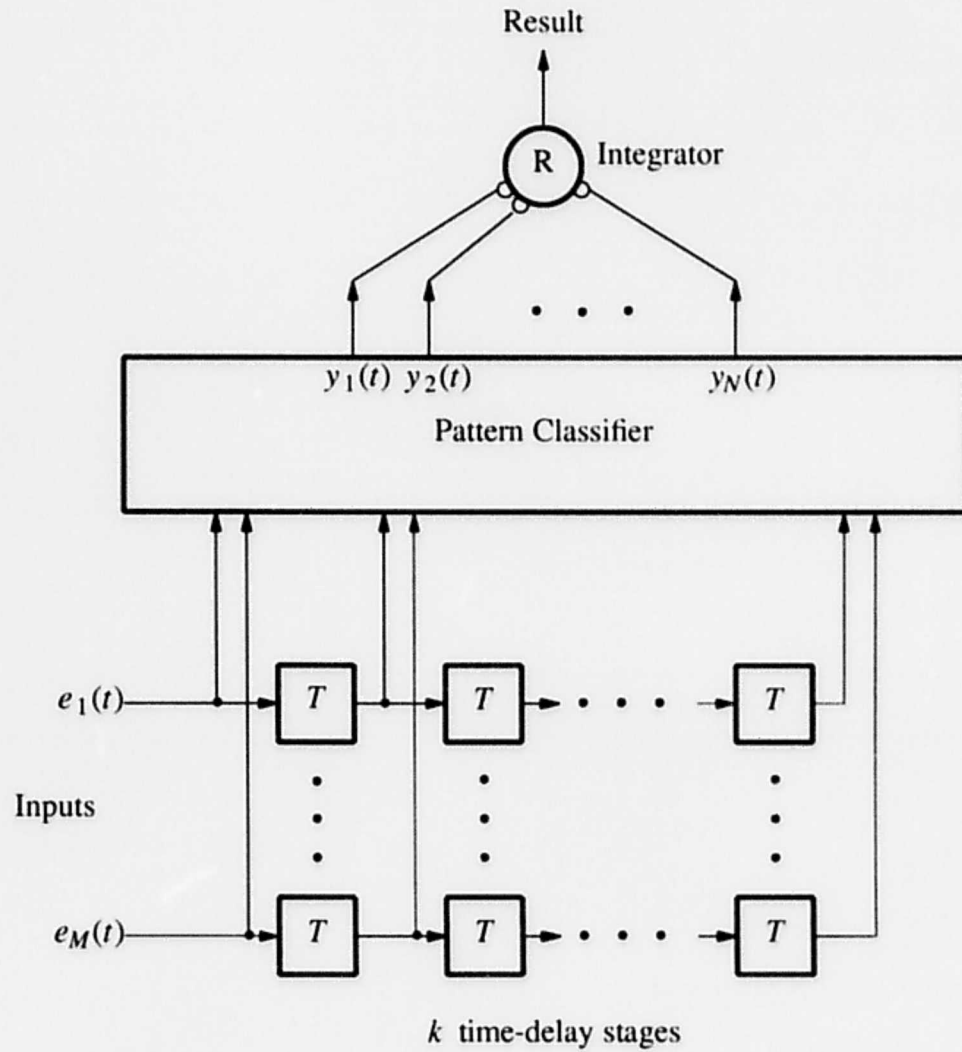 Result
R
Integrator
y1(t) y2(t) yN(t)
Pattern Classifier
e1(t) T T T
Inputs
eM(t) T T T
k time-delay stages